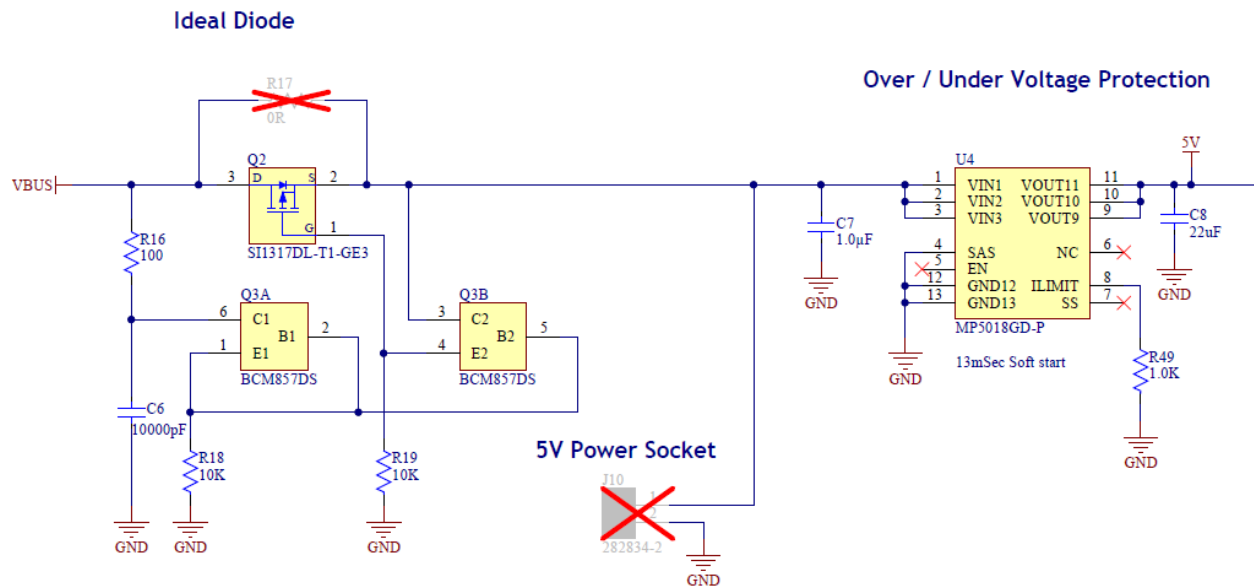 Ideal Diode
Over / Under Voltage Protection
R17
0R
5V
Q2
U4
VBUS
3
D
S
2
1
VIN1
VOUT11
11
2
VIN2
VOUT10
10
3
VIN3
VOUT9
9
G
1
C7
1.0µF
C8
22uF
R16
100
SI1317DL-T1-GE3
4
SAS
NC
6
5
EN
12
GND12
ILIMIT
8
13
GND13
SS
7
GND
GND
MP5018GD-P
Q3A
Q3B
6
C1
B1
2
3
C2
B2
5
1
E1
4
E2
BCM857DS
BCM857DS
13mSec Soft start
R49
1.0K
GND
C6
10000pF
R18
10K
R19
10K
5V Power Socket
GND
J10
1
2
282834-2
GND
GND
GND
GND